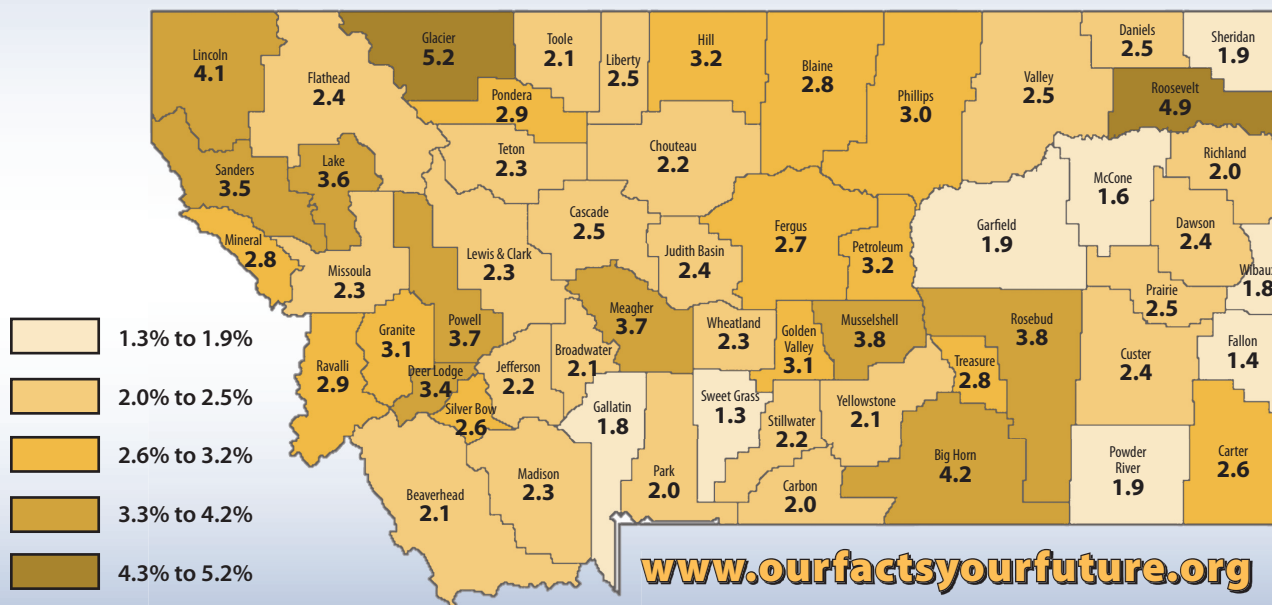 Lincoln
4.1
Flathead
2.4
Glacier
5.2
Toole
2.1
Liberty
2.5
Hill
3.2
Blaine
2.8
Phillips
3.0
Valley
2.5
Daniels
2.5
Sheridan
1.9
Roosevelt
4.9
Pondera
2.9
Teton
2.3
Chouteau
2.2
Richland
2.0
McCone
1.6
Sanders
3.5
Lake
3.6
Cascade
2.5
Fergus
2.7
Petroleum
3.2
Garfield
1.9
Dawson
2.4
Mineral
2.8
Missoula
2.3
Lewis & Clark
2.3
Judith Basin
2.4
Prairie
2.5
Wibaux
1.8
Powell
3.7
Meagher
3.7
Wheatland
2.3
Golden
Valley
3.1
Musselshell
3.8
Rosebud
3.8
Treasure
2.8
Custer
2.4
Fallon
1.4
Ravalli
2.9
Granite
3.1
Deer Lodge
3.4
Silver Bow
2.6
Jefferson
2.2
Broadwater
2.1
Gallatin
1.8
Sweet Grass
1.3
Stillwater
2.2
Yellowstone
2.1
Big Horn
4.2
Powder
River
1.9
Carter
2.6
Beaverhead
2.1
Madison
2.3
Park
2.0
Carbon
2.0
1.3% to 1.9%
2.0% to 2.5%
2.6% to 3.2%
3.3% to 4.2%
4.3% to 5.2%
www.ourfactsyourfuture.org